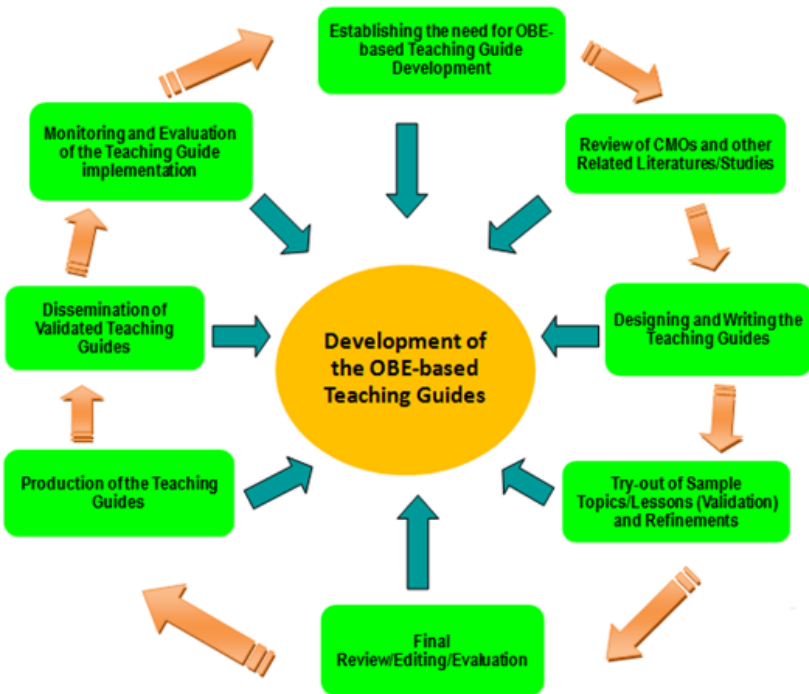 Establishing the need for OBE-
based Teaching Guide
Development
Review of CMOs and other
Related Literatures/Studies
Designing and Writing the
Teaching Guides
Try-out of Sample
Topics/Lessons (Validation)
and Refinements
Final
Review/Editing/Evaluation
Production of the Teaching
Guides
Dissemination of
Validated Teaching
Guides
Monitoring and Evaluation
of the Teaching Guide
implementation
Development of
the OBE-based
Teaching Guides